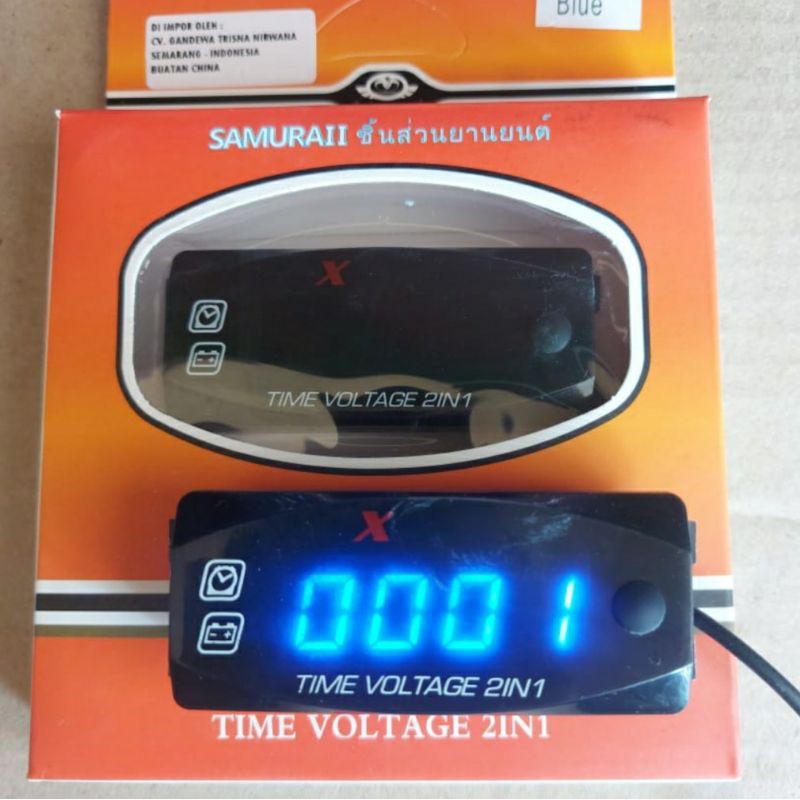 DI IMPOR OLEH :
CV. GANDEWA TRISNA NIRWANA
SEMARANG - INDONESIA
BUATAN CHINA
Blue
SAMURAII ชิ้นส่วนยานยนต์
X
TIME VOLTAGE 2IN1
X
0001
TIME VOLTAGE 2IN1
TIME VOLTAGE 2IN1